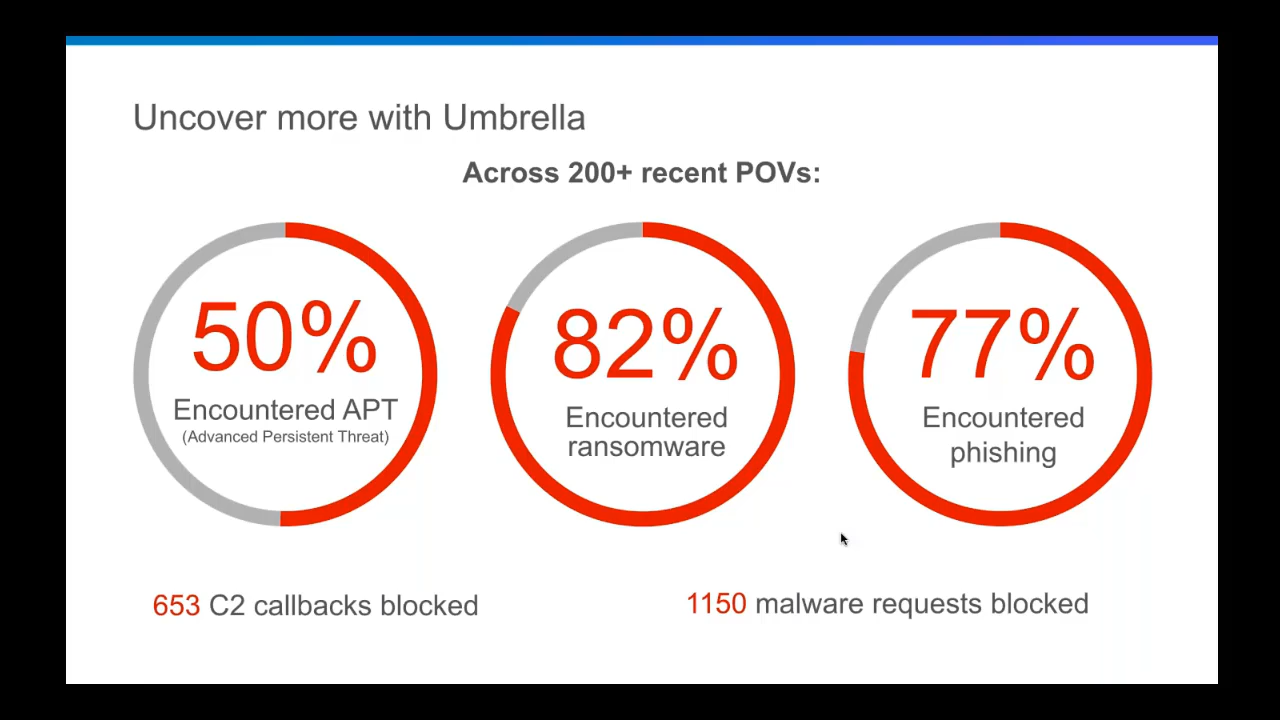 Uncover more with Umbrella
Across 200+ recent POVs:
50%
Encountered APT
(Advanced Persistent Threat)
82%
Encountered
ransomware
77%
Encountered
phishing
653 C2 callbacks blocked
1150 malware requests blocked